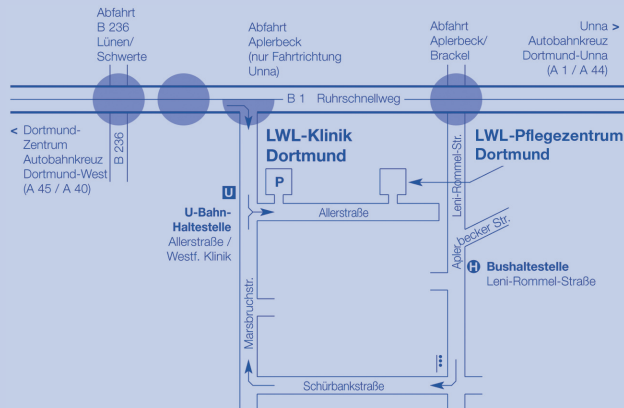 Abfahrt
B 236
Lünen/
Schwerte
Abfahrt
Aplerbeck
(nur Fahrtrichtung
Unna)
Abfahrt
Aplerbeck/
Brackel
Unna >
Autobahnkreuz
Dortmund-Unna
(A 1 / A 44)
B 1 Ruhrschnellweg
< Dortmund-
Zentrum
Autobahnkreuz
Dortmund-West
(A 45 / A 40)
B 236
LWL-Klinik
Dortmund
LWL-Pflegezentrum
Dortmund
P
U
U-Bahn-
Haltestelle
Allerstraße /
Westf. Klinik
Allerstraße
Leni-Rommel-Str.
Aplerbecker Str.
H Bushaltestelle
Leni-Rommel-Straße
Marsbruchstr.
Schürbankstraße